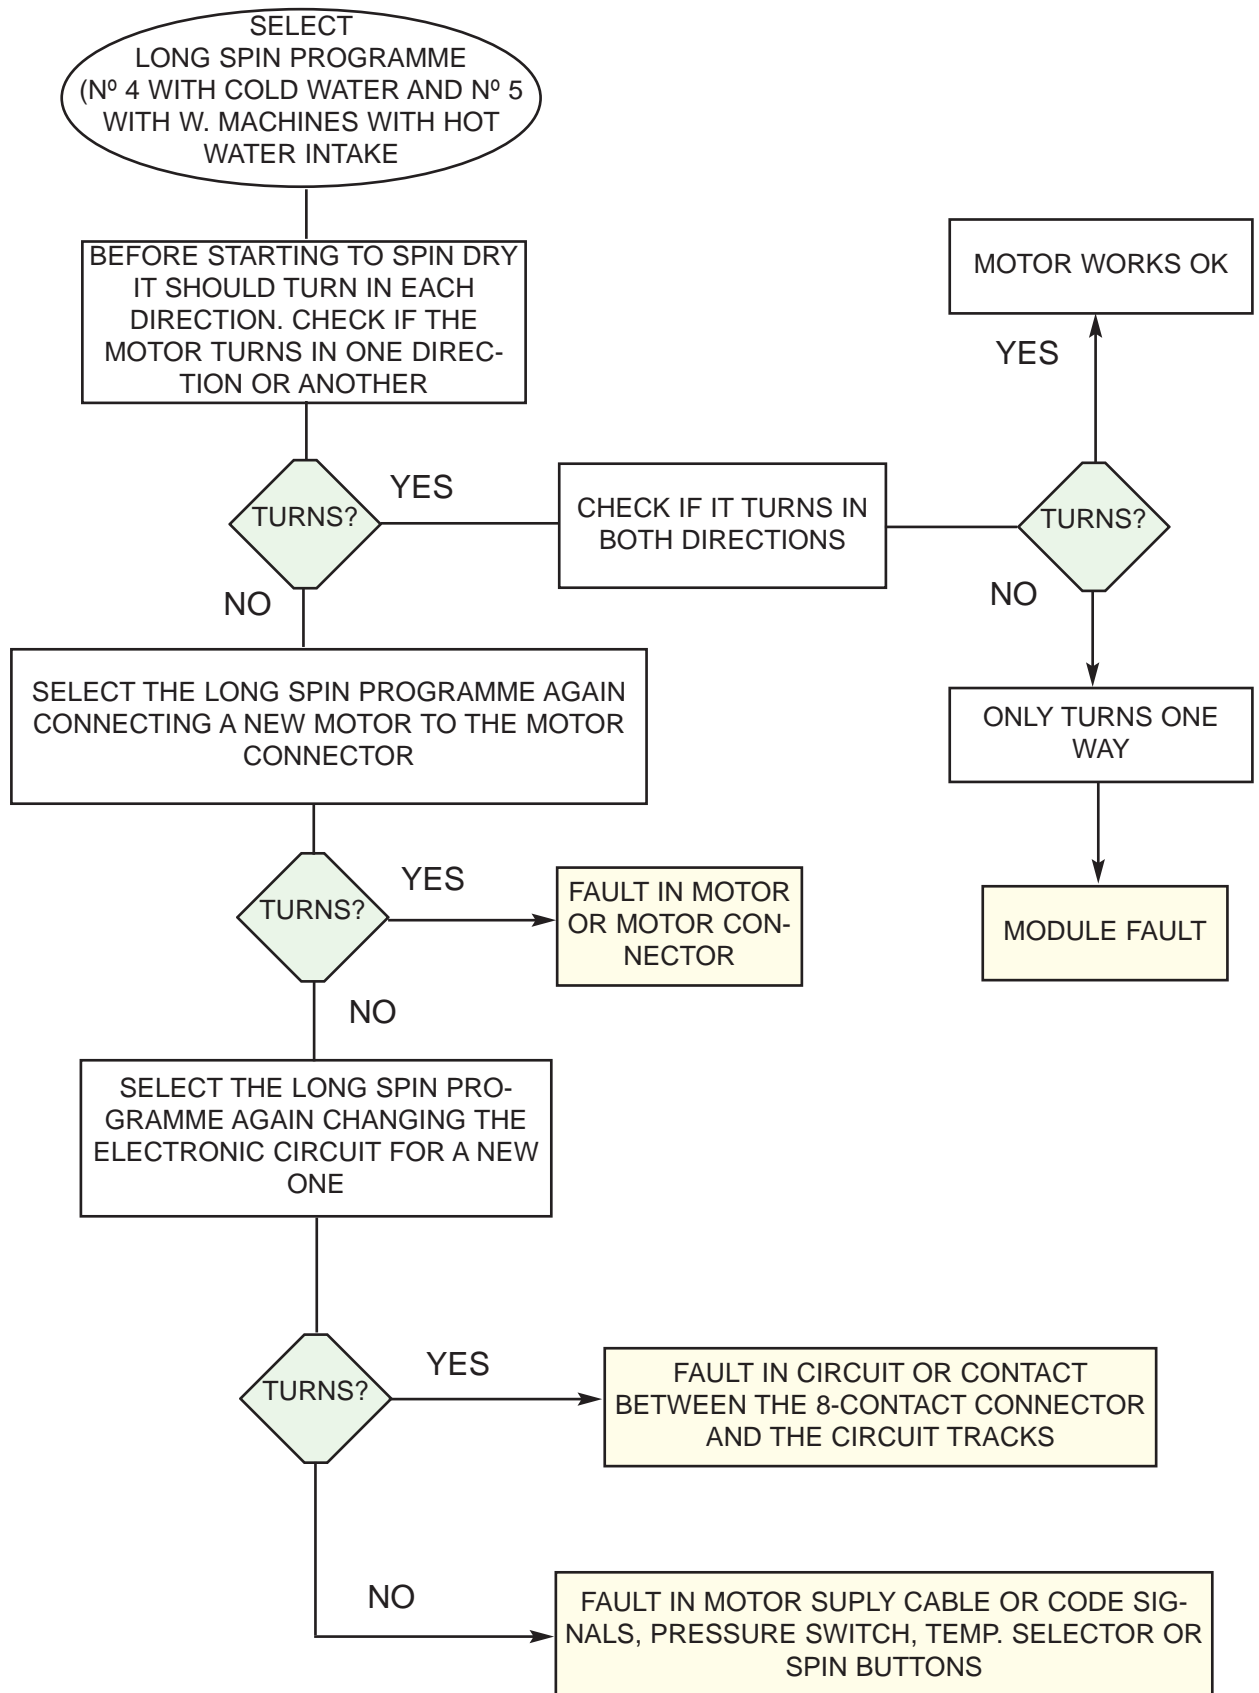 SELECT
LONG SPIN PROGRAMME
(Nº 4 WITH COLD WATER AND Nº 5
WITH W. MACHINES WITH HOT
WATER INTAKE
BEFORE STARTING TO SPIN DRY
IT SHOULD TURN IN EACH
DIRECTION. CHECK IF THE
MOTOR TURNS IN ONE DIREC-
TION OR ANOTHER
TURNS?
YES
CHECK IF IT TURNS IN
BOTH DIRECTIONS
TURNS?
YES
MOTOR WORKS OK
NO
ONLY TURNS ONE
WAY
MODULE FAULT
NO
SELECT THE LONG SPIN PROGRAMME AGAIN
CONNECTING A NEW MOTOR TO THE MOTOR
CONNECTOR
TURNS?
YES
FAULT IN MOTOR
OR MOTOR CON-
NECTOR
NO
SELECT THE LONG SPIN PRO-
GRAMME AGAIN CHANGING THE
ELECTRONIC CIRCUIT FOR A NEW
ONE
TURNS?
YES
FAULT IN CIRCUIT OR CONTACT
BETWEEN THE 8-CONTACT CONNECTOR
AND THE CIRCUIT TRACKS
NO
FAULT IN MOTOR SUPLY CABLE OR CODE SIG-
NALS, PRESSURE SWITCH, TEMP. SELECTOR OR
SPIN BUTTONS